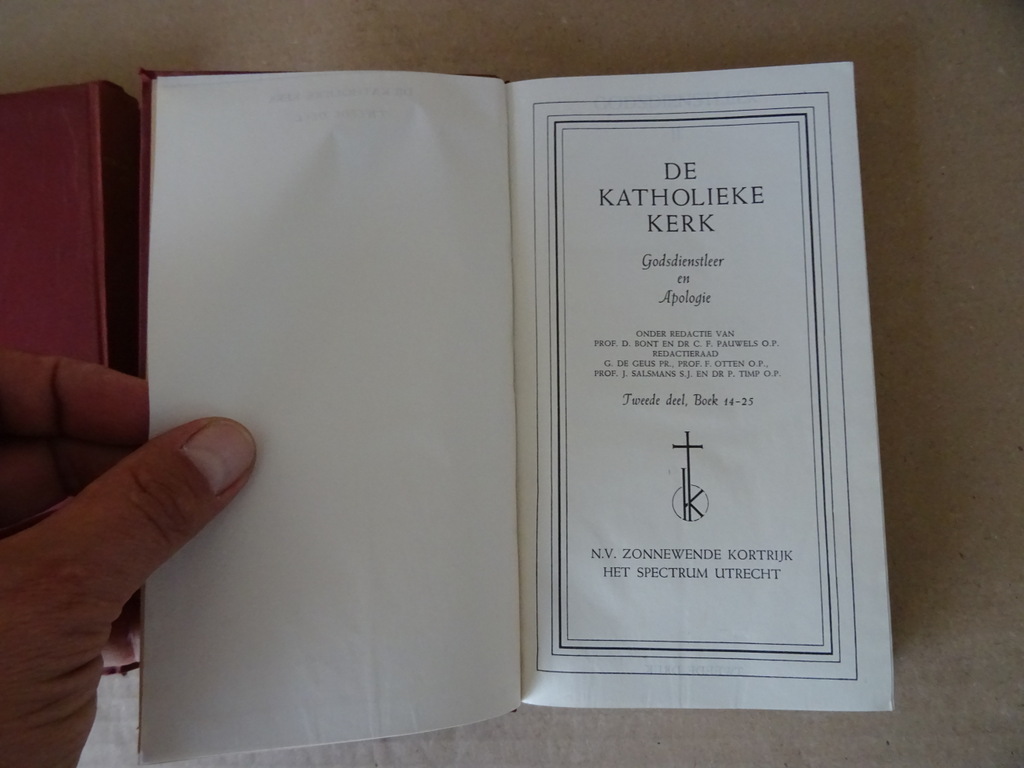 DE
KATHOLIEKE
KERK
Godsdienstleer
en
Apologie
ONDER REDACTIE VAN
PROF. D. BONT EN DR C. F. PAUWELS O.P.
REDACTIERAAD
G. DE GEUS PR., PROF. F. OTTEN O.P.,
PROF. J. SALSMANS S.J. EN DR P. TIMP O.P.
Tweede deel, Boek 14-25
N.V. ZONNEWENDE KORTRIJK
HET SPECTRUM UTRECHT